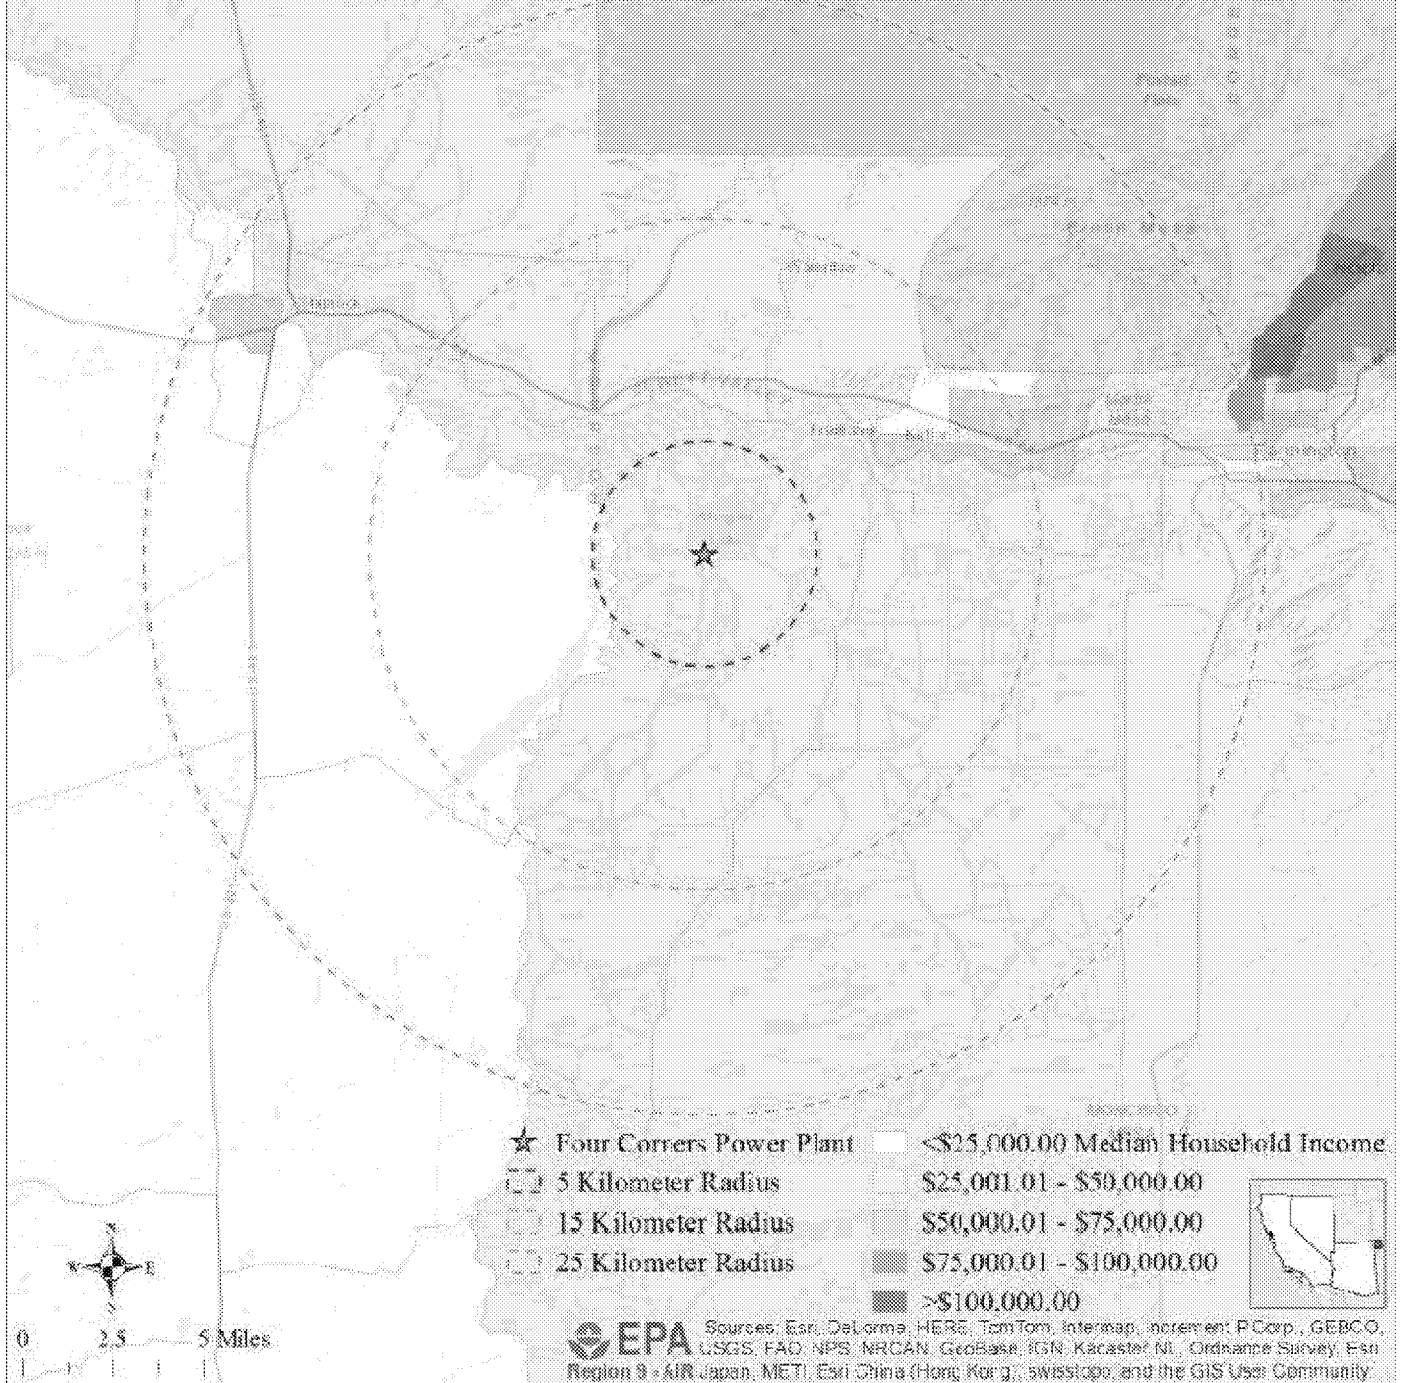 Farmington
Four Corners Power Plant
5 Kilometer Radius
15 Kilometer Radius
25 Kilometer Radius
<$25,000.00 Median Household Income
$25,001.01 - $50,000.00
$50,000.01 - $75,000.00
$75,000.01 - $100,000.00
>$100,000.00
N
W
E
0 2.5 5 Miles
EPA
Region 9 - AIR
Sources: Esri, DeLorme, HERE, TomTom, Intermap, increment P Corp., GEBCO,
USGS, FAO, NPS, NRCAN, GeoBase, IGN, Kadaster NL, Ordnance Survey, Esri
Japan, METI, Esri China (Hong Kong), swisstopo, and the GIS User Community